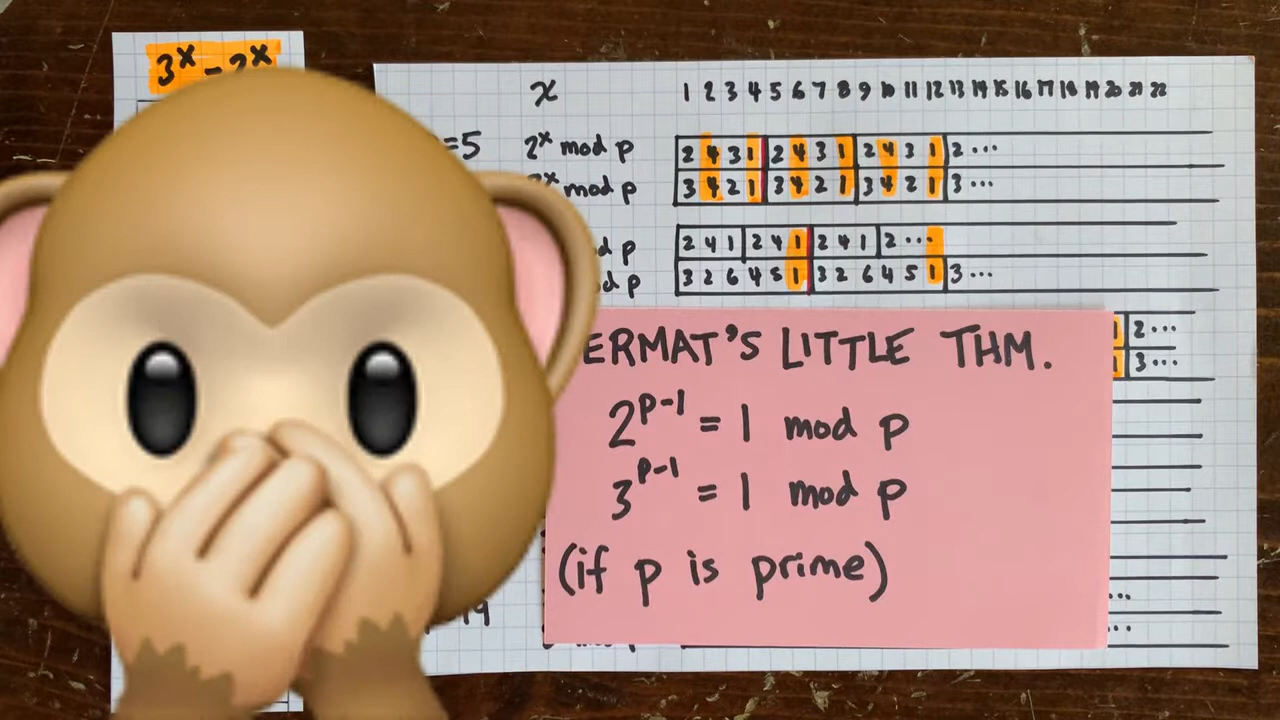 3ˣ - 2ˣ
x 1 2 3 4 5 6 7 8 9 10 11 12 13 14 15 16 17 18 19 20 21 22
=5 2ˣ mod p 2 4 3 1 2 4 3 1 2 4 3 1 2...
ˣ mod p 3 4 2 1 3 4 2 1 3 4 2 1 3...
d p 2 4 1 2 4 1 2 4 1 2...
d p 3 2 6 4 5 1 3 2 6 4 5 1 3...
1 2...
3...
ERMAT'S LITTLE THM.
2ᵖ⁻¹ = 1 mod p
3ᵖ⁻¹ = 1 mod p
(if p is prime)
19